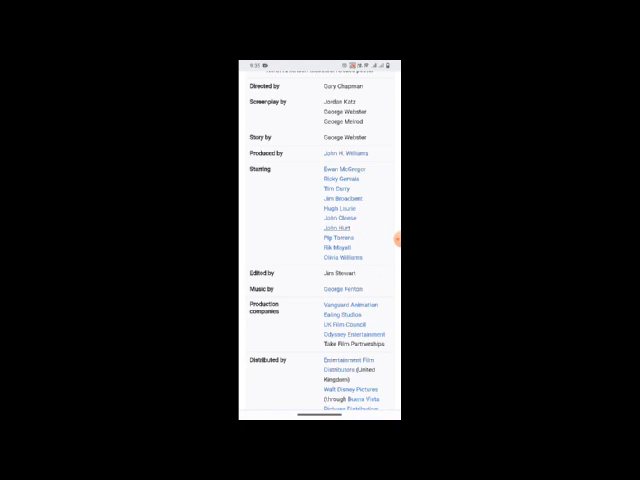 9:35
Directed by
Gary Chapman
Screenplay by
Jordan Katz
George Webster
George Melrod
Story by
George Webster
Produced by
John H. Williams
Starring
Ewan McGregor
Ricky Gervais
Tim Curry
Jim Broadbent
Hugh Laurie
John Cleese
John Hurt
Pip Torrens
Rik Mayall
Olivia Williams
Edited by
Jim Stewart
Music by
George Fenton
Production
companies
Vanguard Animation
Ealing Studios
UK Film Council
Odyssey Entertainment
Take Film Partnerships
Distributed by
Entertainment Film
Distributors (United
Kingdom)
Walt Disney Pictures
(through Buena Vista
Pictures Distribution